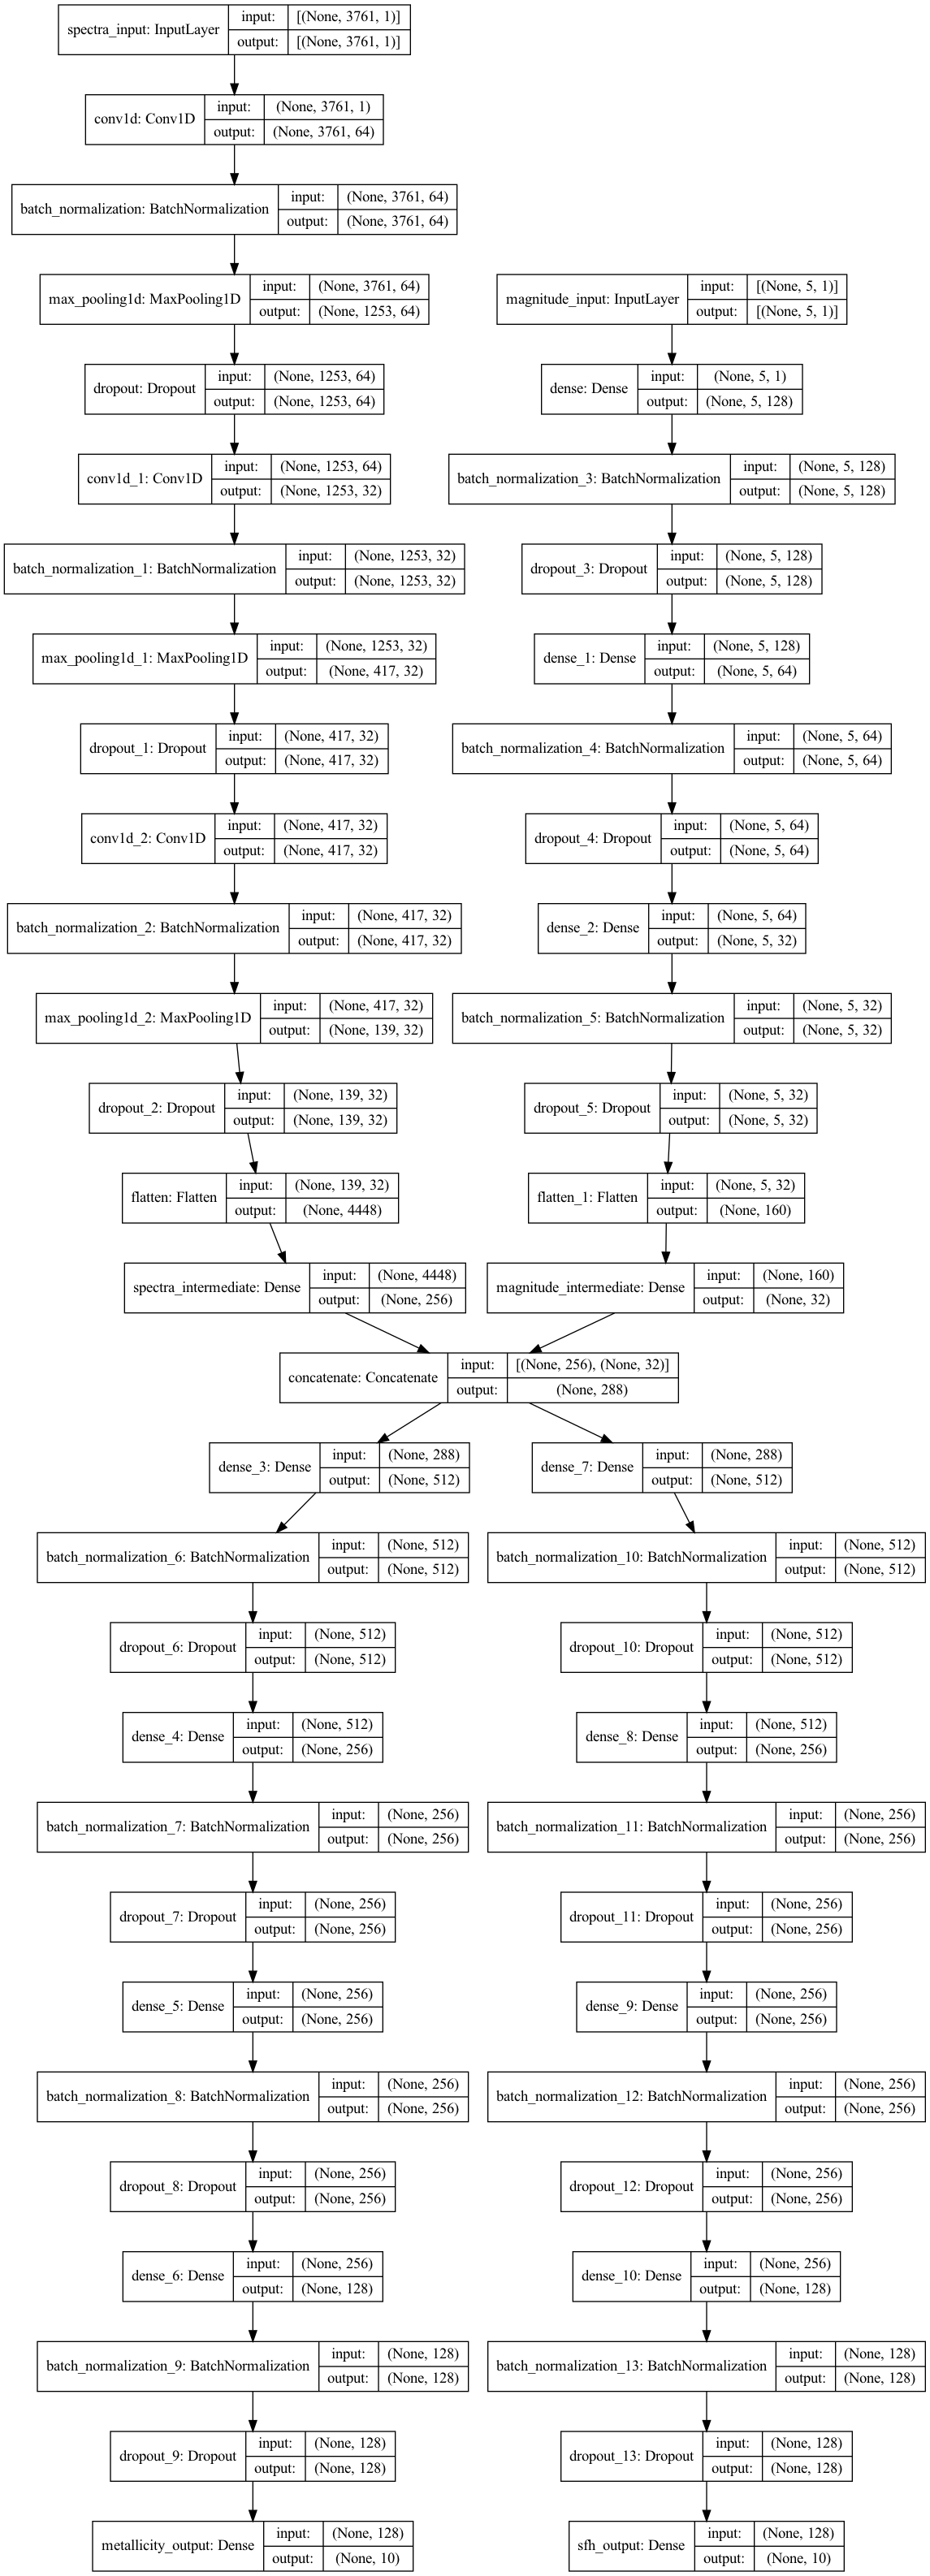 spectra_input: InputLayer
input:
[(None, 3761, 1)]
output:
[(None, 3761, 1)]
conv1d: Conv1D
input:
(None, 3761, 1)
output:
(None, 3761, 64)
batch_normalization: BatchNormalization
input:
(None, 3761, 64)
output:
(None, 3761, 64)
max_pooling1d: MaxPooling1D
input:
(None, 3761, 64)
output:
(None, 1253, 64)
magnitude_input: InputLayer
input:
[(None, 5, 1)]
output:
[(None, 5, 1)]
dropout: Dropout
input:
(None, 1253, 64)
output:
(None, 1253, 64)
dense: Dense
input:
(None, 5, 1)
output:
(None, 5, 128)
conv1d_1: Conv1D
input:
(None, 1253, 64)
output:
(None, 1253, 32)
batch_normalization_3: BatchNormalization
input:
(None, 5, 128)
output:
(None, 5, 128)
batch_normalization_1: BatchNormalization
input:
(None, 1253, 32)
output:
(None, 1253, 32)
dropout_3: Dropout
input:
(None, 5, 128)
output:
(None, 5, 128)
max_pooling1d_1: MaxPooling1D
input:
(None, 1253, 32)
output:
(None, 417, 32)
dense_1: Dense
input:
(None, 5, 128)
output:
(None, 5, 64)
dropout_1: Dropout
input:
(None, 417, 32)
output:
(None, 417, 32)
batch_normalization_4: BatchNormalization
input:
(None, 5, 64)
output:
(None, 5, 64)
conv1d_2: Conv1D
input:
(None, 417, 32)
output:
(None, 417, 32)
dropout_4: Dropout
input:
(None, 5, 64)
output:
(None, 5, 64)
batch_normalization_2: BatchNormalization
input:
(None, 417, 32)
output:
(None, 417, 32)
dense_2: Dense
input:
(None, 5, 64)
output:
(None, 5, 32)
max_pooling1d_2: MaxPooling1D
input:
(None, 417, 32)
output:
(None, 139, 32)
batch_normalization_5: BatchNormalization
input:
(None, 5, 32)
output:
(None, 5, 32)
dropout_2: Dropout
input:
(None, 139, 32)
output:
(None, 139, 32)
dropout_5: Dropout
input:
(None, 5, 32)
output:
(None, 5, 32)
flatten: Flatten
input:
(None, 139, 32)
output:
(None, 4448)
flatten_1: Flatten
input:
(None, 5, 32)
output:
(None, 160)
spectra_intermediate: Dense
input:
(None, 4448)
output:
(None, 256)
magnitude_intermediate: Dense
input:
(None, 160)
output:
(None, 32)
concatenate: Concatenate
input:
[(None, 256), (None, 32)]
output:
(None, 288)
dense_3: Dense
input:
(None, 288)
output:
(None, 512)
dense_7: Dense
input:
(None, 288)
output:
(None, 512)
batch_normalization_6: BatchNormalization
input:
(None, 512)
output:
(None, 512)
batch_normalization_10: BatchNormalization
input:
(None, 512)
output:
(None, 512)
dropout_6: Dropout
input:
(None, 512)
output:
(None, 512)
dropout_10: Dropout
input:
(None, 512)
output:
(None, 512)
dense_4: Dense
input:
(None, 512)
output:
(None, 256)
dense_8: Dense
input:
(None, 512)
output:
(None, 256)
batch_normalization_7: BatchNormalization
input:
(None, 256)
output:
(None, 256)
batch_normalization_11: BatchNormalization
input:
(None, 256)
output:
(None, 256)
dropout_7: Dropout
input:
(None, 256)
output:
(None, 256)
dropout_11: Dropout
input:
(None, 256)
output:
(None, 256)
dense_5: Dense
input:
(None, 256)
output:
(None, 256)
dense_9: Dense
input:
(None, 256)
output:
(None, 256)
batch_normalization_8: BatchNormalization
input:
(None, 256)
output:
(None, 256)
batch_normalization_12: BatchNormalization
input:
(None, 256)
output:
(None, 256)
dropout_8: Dropout
input:
(None, 256)
output:
(None, 256)
dropout_12: Dropout
input:
(None, 256)
output:
(None, 256)
dense_6: Dense
input:
(None, 256)
output:
(None, 128)
dense_10: Dense
input:
(None, 256)
output:
(None, 128)
batch_normalization_9: BatchNormalization
input:
(None, 128)
output:
(None, 128)
batch_normalization_13: BatchNormalization
input:
(None, 128)
output:
(None, 128)
dropout_9: Dropout
input:
(None, 128)
output:
(None, 128)
dropout_13: Dropout
input:
(None, 128)
output:
(None, 128)
metallicity_output: Dense
input:
(None, 128)
output:
(None, 10)
sfh_output: Dense
input:
(None, 128)
output:
(None, 10)